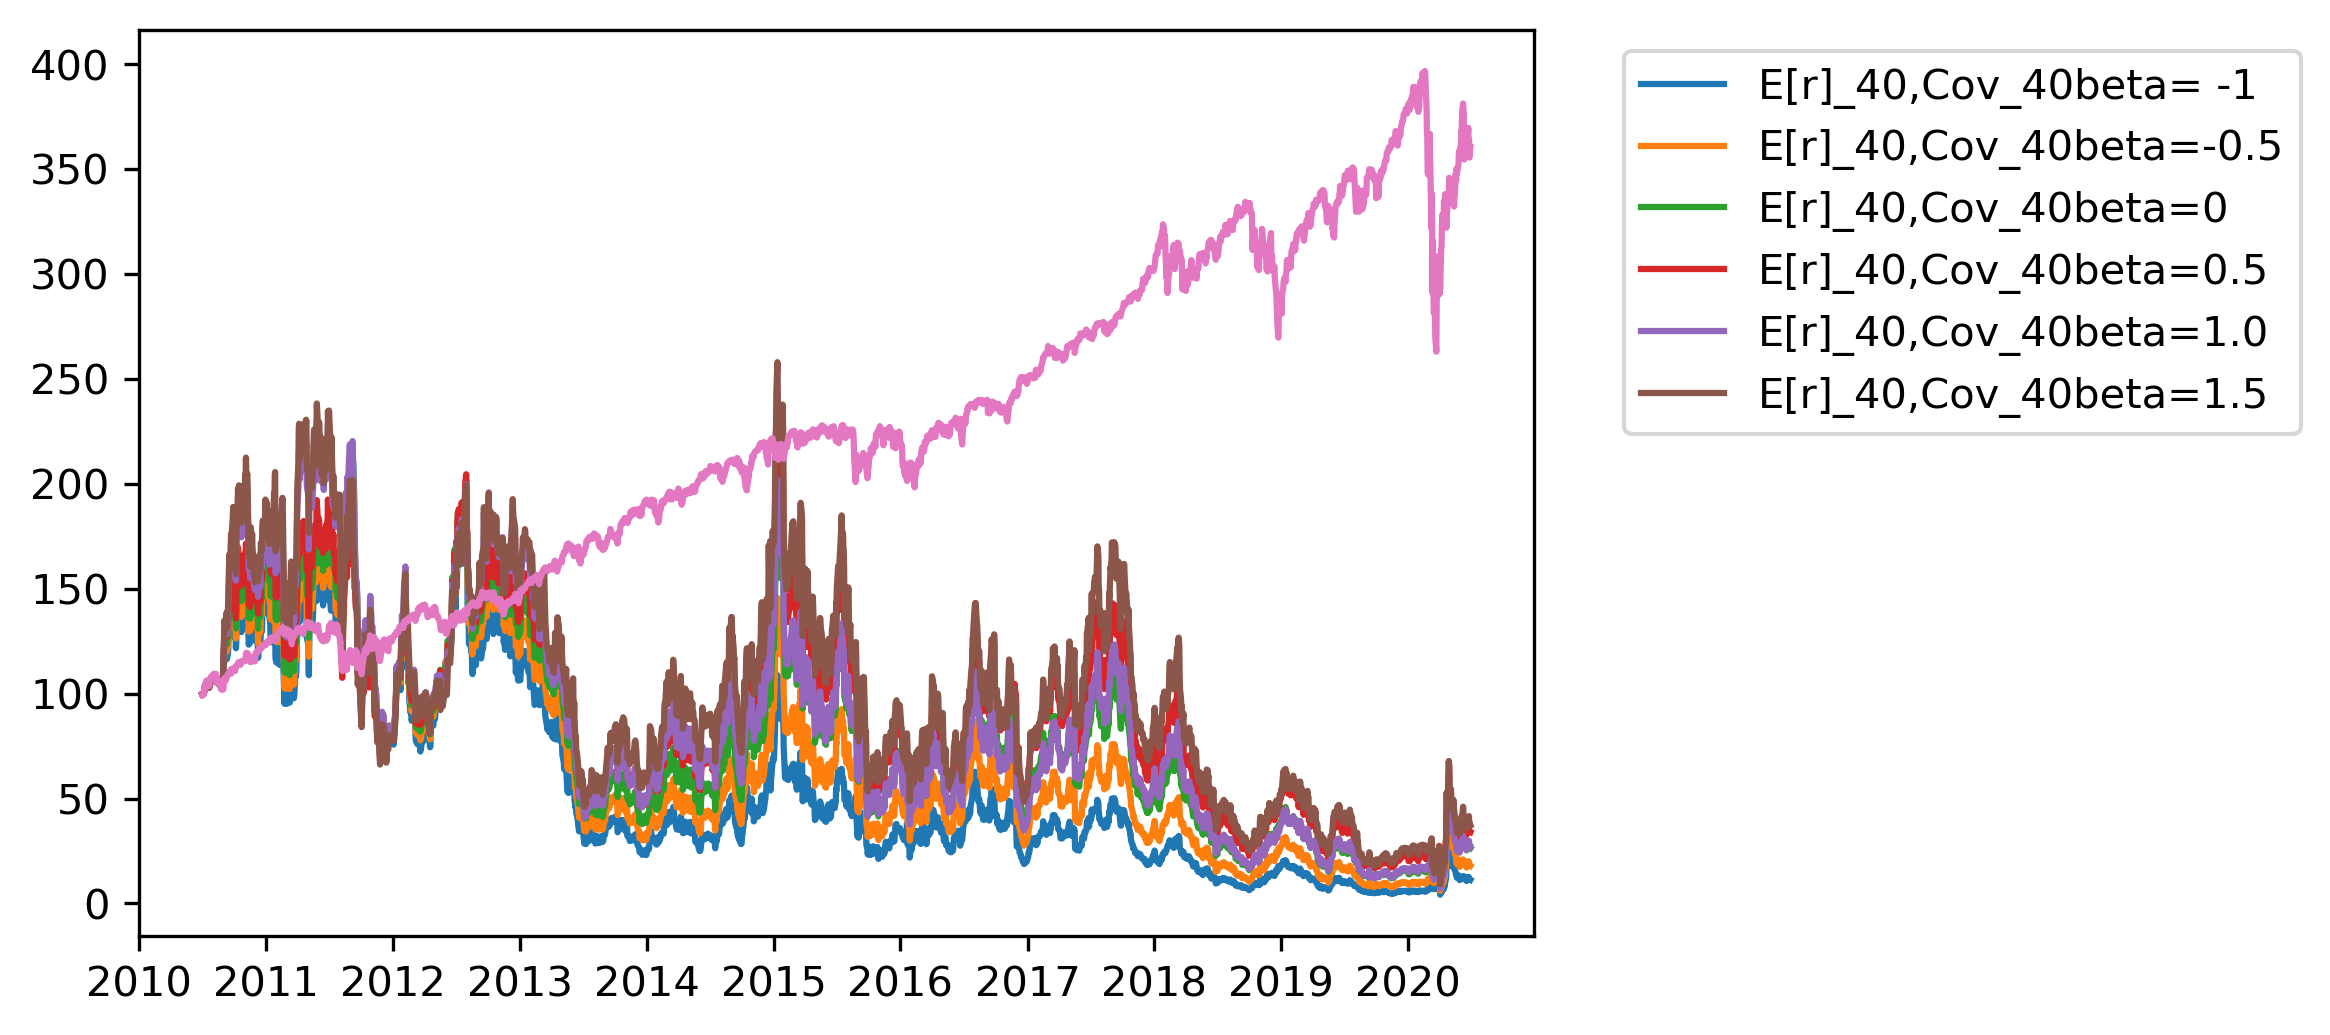 400
350
300
250
200
150
100
50
0
2010 2011 2012 2013 2014 2015 2016 2017 2018 2019 2020
E[r]_40,Cov_40beta= -1
E[r]_40,Cov_40beta=-0.5
E[r]_40,Cov_40beta=0
E[r]_40,Cov_40beta=0.5
E[r]_40,Cov_40beta=1.0
E[r]_40,Cov_40beta=1.5